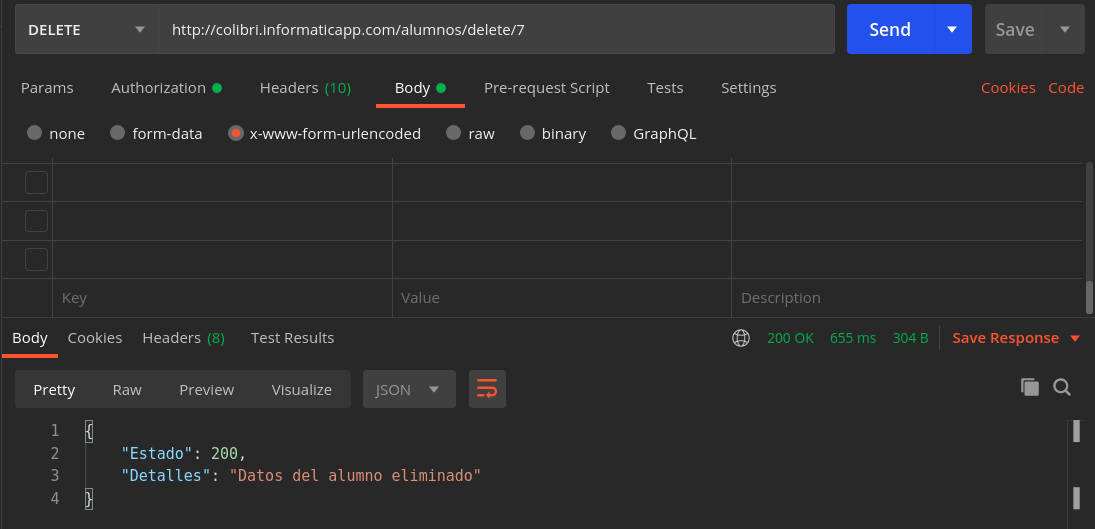 DELETE http://colibri.informaticapp.com/alumnos/delete/7 Send Save
Params Authorization Headers (10) Body Pre-request Script Tests Settings Cookies Code
none form-data x-www-form-urlencoded raw binary GraphQL
Key Value Description
Body Cookies Headers (8) Test Results 200 OK 655 ms 304 B Save Response
Pretty Raw Preview Visualize JSON
1 {
2 "Estado": 200,
3 "Detalles": "Datos del alumno eliminado"
4 }